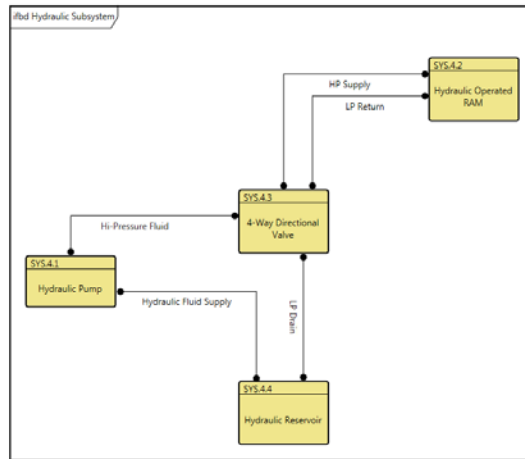 ifbd Hydraulic Subsystem
SYS.4.2
Hydraulic Operated
RAM
HP Supply
LP Return
SYS.4.3
4-Way Directional
Valve
Hi-Pressure Fluid
SYS.4.1
Hydraulic Pump
Hydraulic Fluid Supply
LP Drain
SYS.4.4
Hydraulic Reservoir